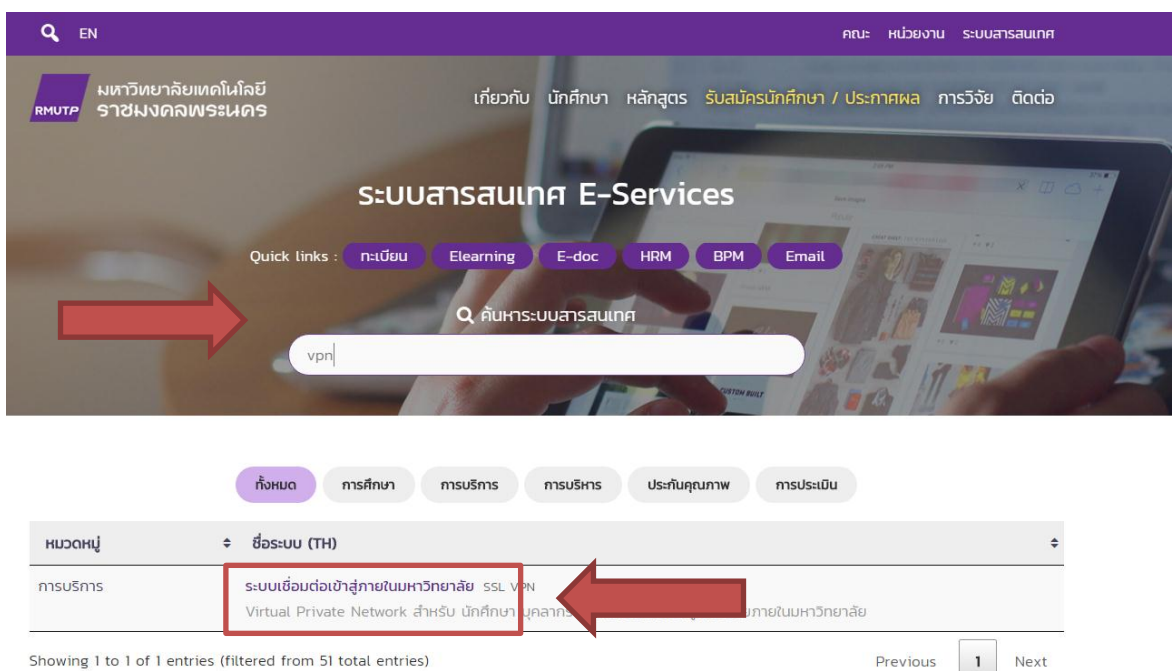 EN
คณะ หน่วยงาน ระบบสารสนเทศ
RMUTP
มหาวิทยาลัยเทคโนโลยี
ราชมงคลพระนคร
เกี่ยวกับ นักศึกษา หลักสูตร รับสมัครนักศึกษา / ประกาศผล การวิจัย ติดต่อ
ระบบสารสนเทศ E-Services
Quick links : ทะเบียน Elearning E-doc HRM BPM Email
ค้นหาระบบสารสนเทศ
vpn
CUSTOM BUILT
ทั้งหมด การศึกษา การบริการ การบริหาร ประกันคุณภาพ การประเมิน
หมวดหมู่ ชื่อระบบ (TH)
การบริการ ระบบเชื่อมต่อเข้าสู่ภายในมหาวิทยาลัย SSL VPN
Virtual Private Network สำหรับ นักศึกษา บุคลากร ภายในมหาวิทยาลัย
Showing 1 to 1 of 1 entries (filtered from 51 total entries)
Previous 1 Next